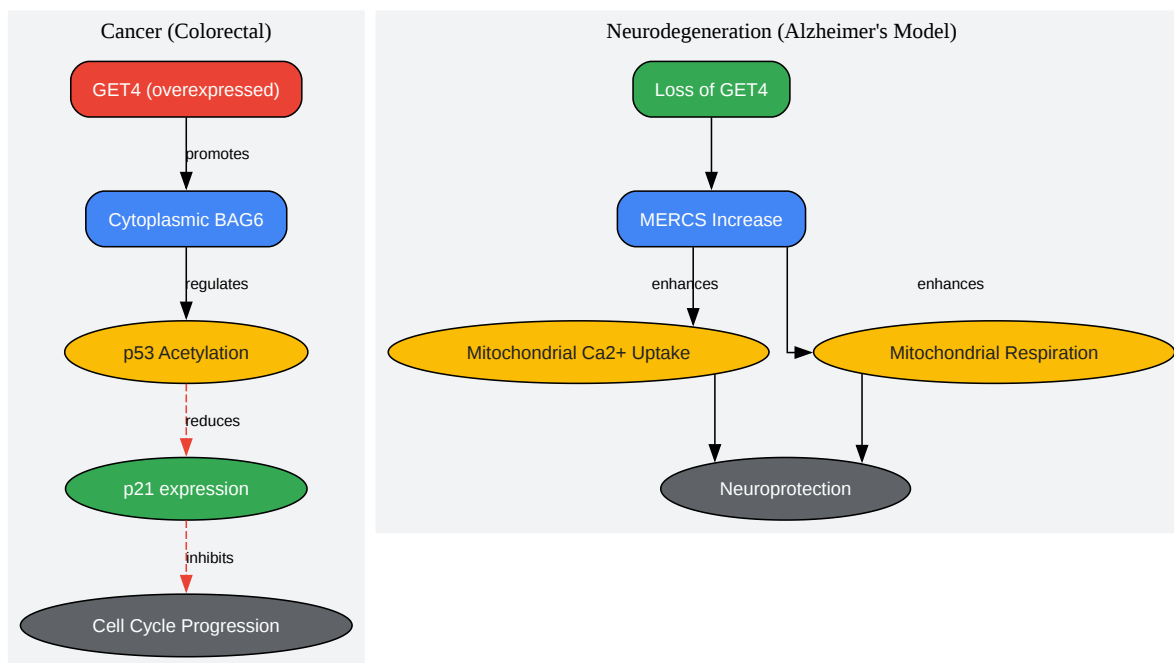 Cancer (Colorectal)
GET4 (overexpressed)
promotes
Cytoplasmic BAG6
regulates
p53 Acetylation
reduces
p21 expression
inhibits
Cell Cycle Progression
Neurodegeneration (Alzheimer's Model)
Loss of GET4
MERCS Increase
enhances
enhances
Mitochondrial Ca2+ Uptake
Mitochondrial Respiration
Neuroprotection